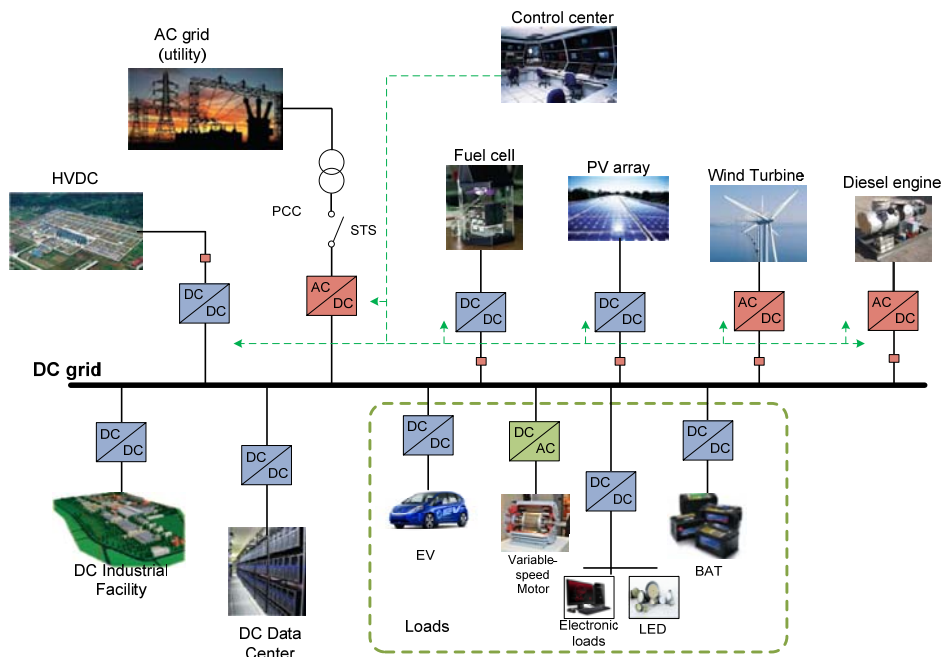 Control center
AC grid
(utility)
HVDC
Fuel cell
PV array
Wind Turbine
Diesel engine
PCC
STS
DC
DC
AC
DC
DC
DC
DC
DC
AC
DC
AC
DC
DC grid
DC
DC
DC
DC
DC
DC
DC
AC
DC
DC
DC
DC
DC Industrial
Facility
EV
Variable-
speed
Motor
BAT
Electronic
loads
LED
Loads
DC Data
Center